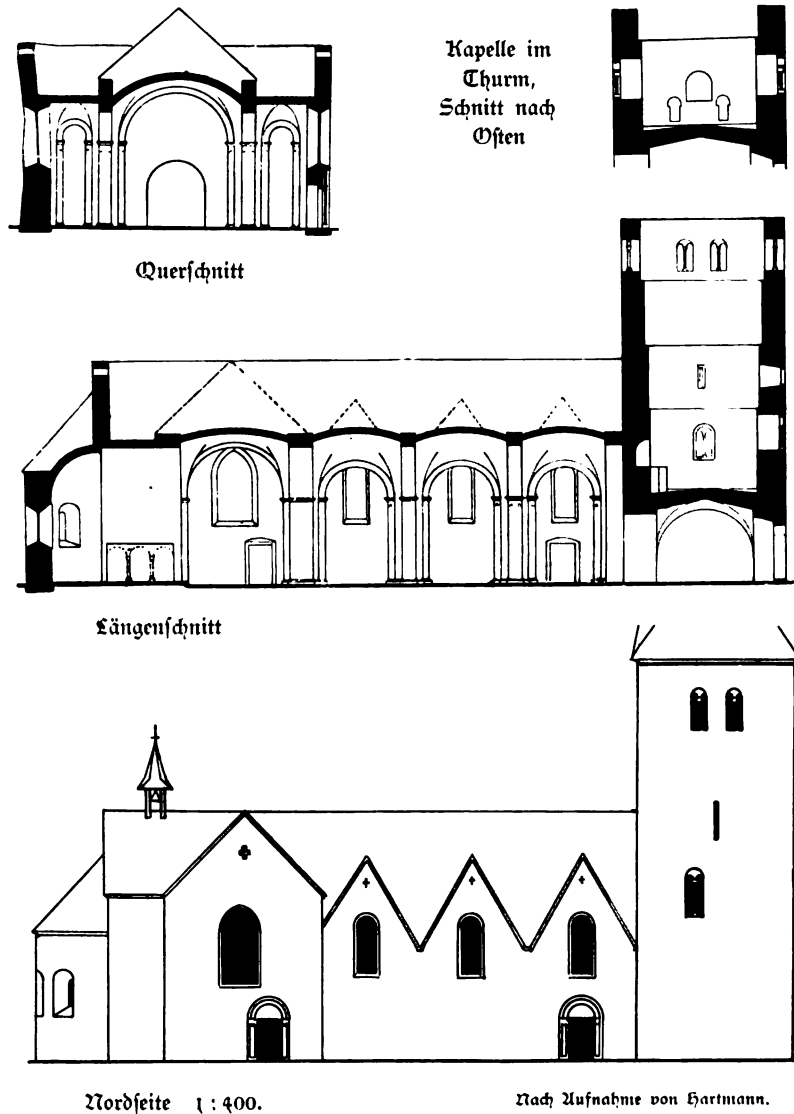 Kapelle im
Thurm,
Schnitt nach
Oſten
Querſchnitt
Längenſchnitt
Nordſeite 1 : 400.
Nach Aufnahme von Hartmann.